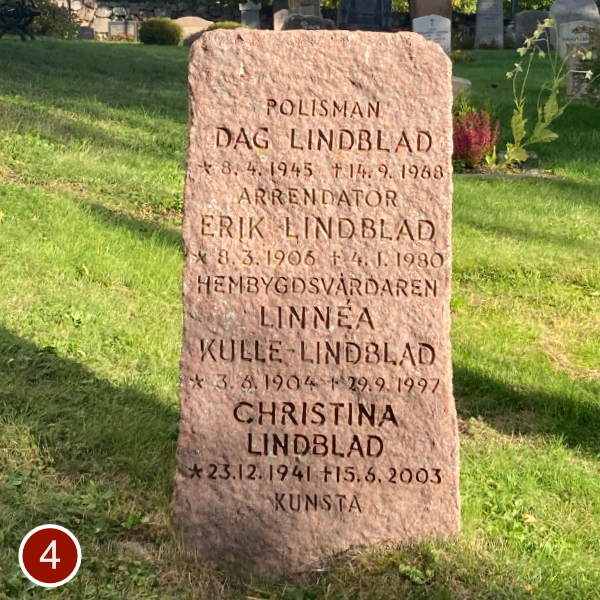 POLISMAN
DAG LINDBLAD
* 8.4.1945 †14.9.1988
ARRENDATOR
ERIK LINDBLAD
* 8.3.1906 †4.1.1980
HEMBYGDSVÅRDAREN
LINNÉA
KULLE-LINDBLAD
* 3.6.1904 †29.9.1997
CHRISTINA
LINDBLAD
*23.12.1941 †15.6.2003
KUNSTA
4